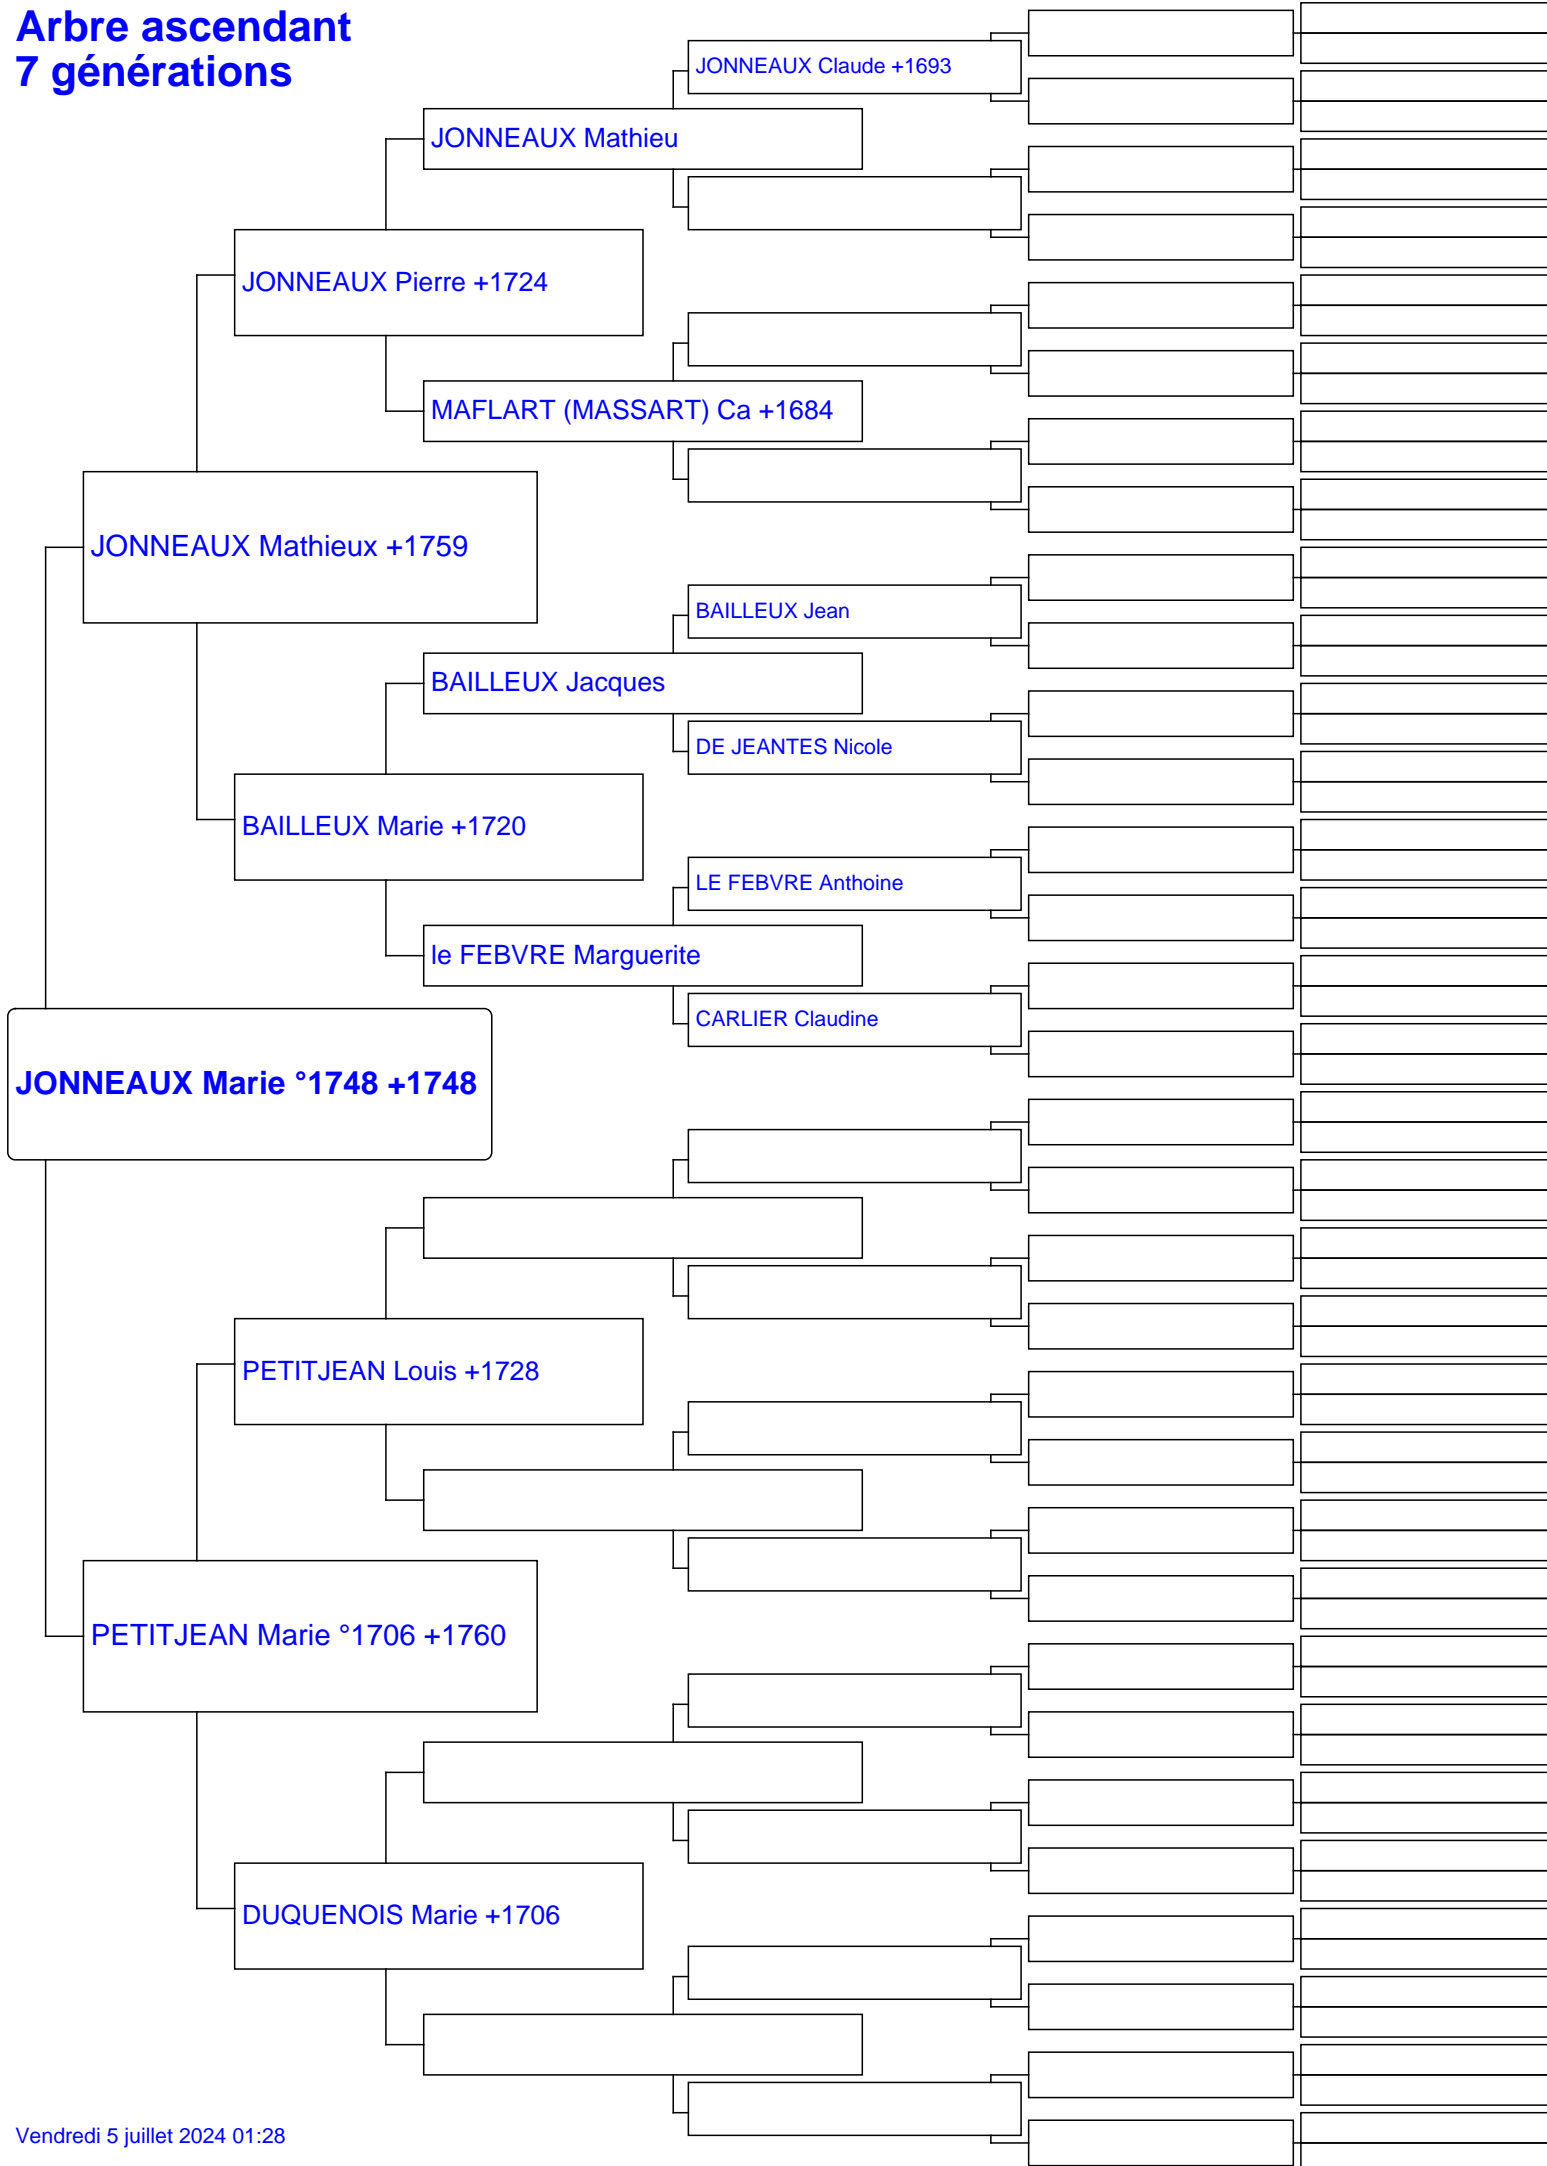 Arbre ascendant
7 générations
JONNEAUX Claude +1693
JONNEAUX Mathieu
JONNEAUX Pierre +1724
MAFLART (MASSART) Ca +1684
JONNEAUX Mathieux +1759
BAILLEUX Jean
BAILLEUX Jacques
DE JEANTES Nicole
BAILLEUX Marie +1720
LE FEBVRE Anthoine
le FEBVRE Marguerite
CARLIER Claudine
JONNEAUX Marie °1748 +1748
PETITJEAN Louis +1728
PETITJEAN Marie °1706 +1760
DUQUENOIS Marie +1706
Vendredi 5 juillet 2024 01:28